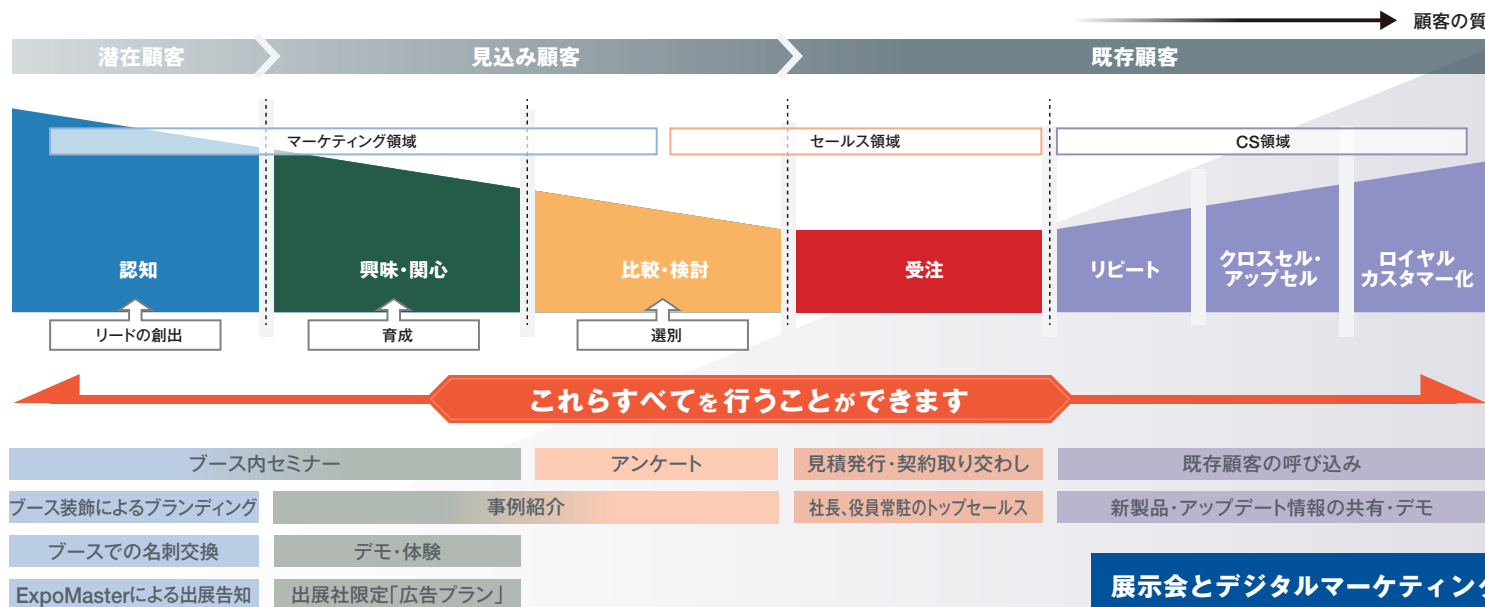 顧客の質
潜在顧客
見込み顧客
既存顧客
マーケティング領域
セールス領域
CS領域
認知
興味・関心
比較・検討
受注
リピート
クロスセル・
アップセル
ロイヤル
カスタマー化
リードの創出
育成
選別
これらすべてを行うことができます
ブース内セミナー
アンケート
見積発行・契約取り交わし
既存顧客の呼び込み
ブース装飾によるブランディング
事例紹介
社長、役員常駐のトップセールス
新製品・アップデート情報の共有・デモ
ブースでの名刺交換
デモ・体験
ExpoMasterによる出展告知
出展社限定「広告プラン」
展示会とデジタルマーケティング